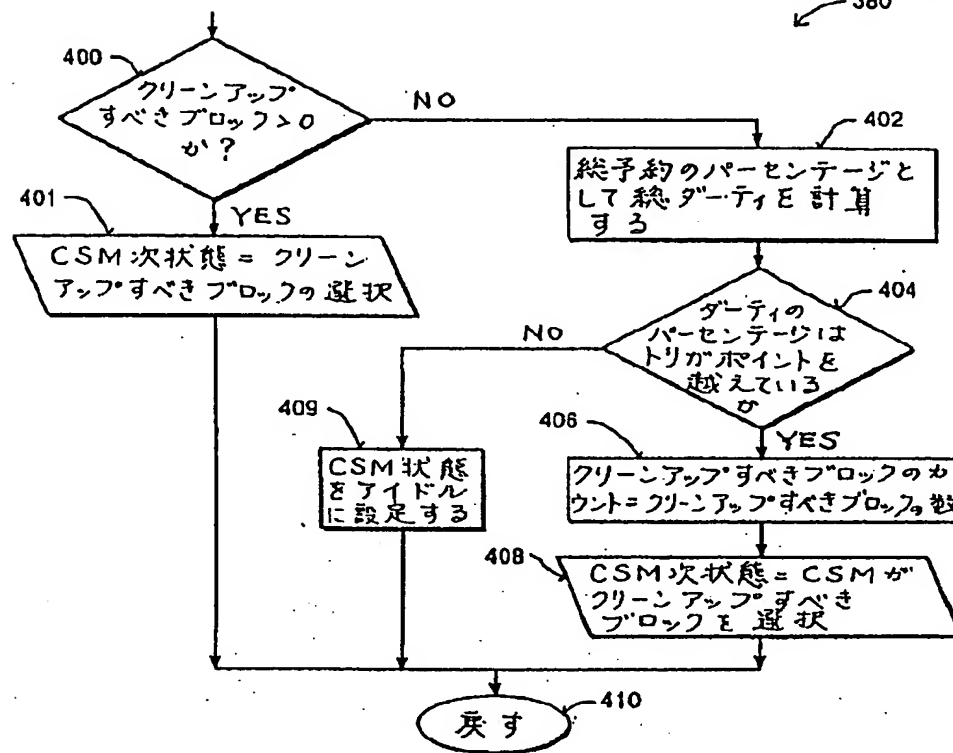 380
400
クリーンアップ
すべきブロック>0
か?
NO
402
総予約のパーセンテージと
して総ダーティを計算
する
401
YES
CSM次状態=クリーン
アップすべきブロックの選択
404
ダーティの
パーセンテージは
トリガポイントを
越えている
か
NO
409
CSM状態
をアイドル
に設定する
406
YES
クリーンアップすべきブロックのカ
ウント=クリーンアップすべきブロックの数
408
CSM次状態=CSMが
クリーンアップすべき
ブロックを選択
戻す
410